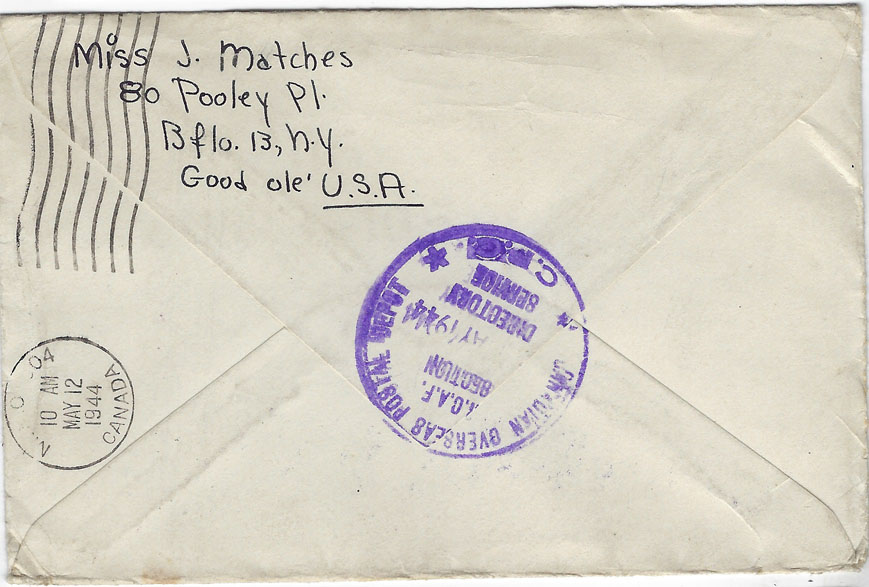 Miss J. Matches
80 Pooley Pl.
Bflo. 13, N.Y.
Good ole' U.S.A.
10 AM
MAY 12
1944
CANADA
OVERSEAS POSTAL DEPOT
SECTION
1944
DIRECTORY
SERVICE